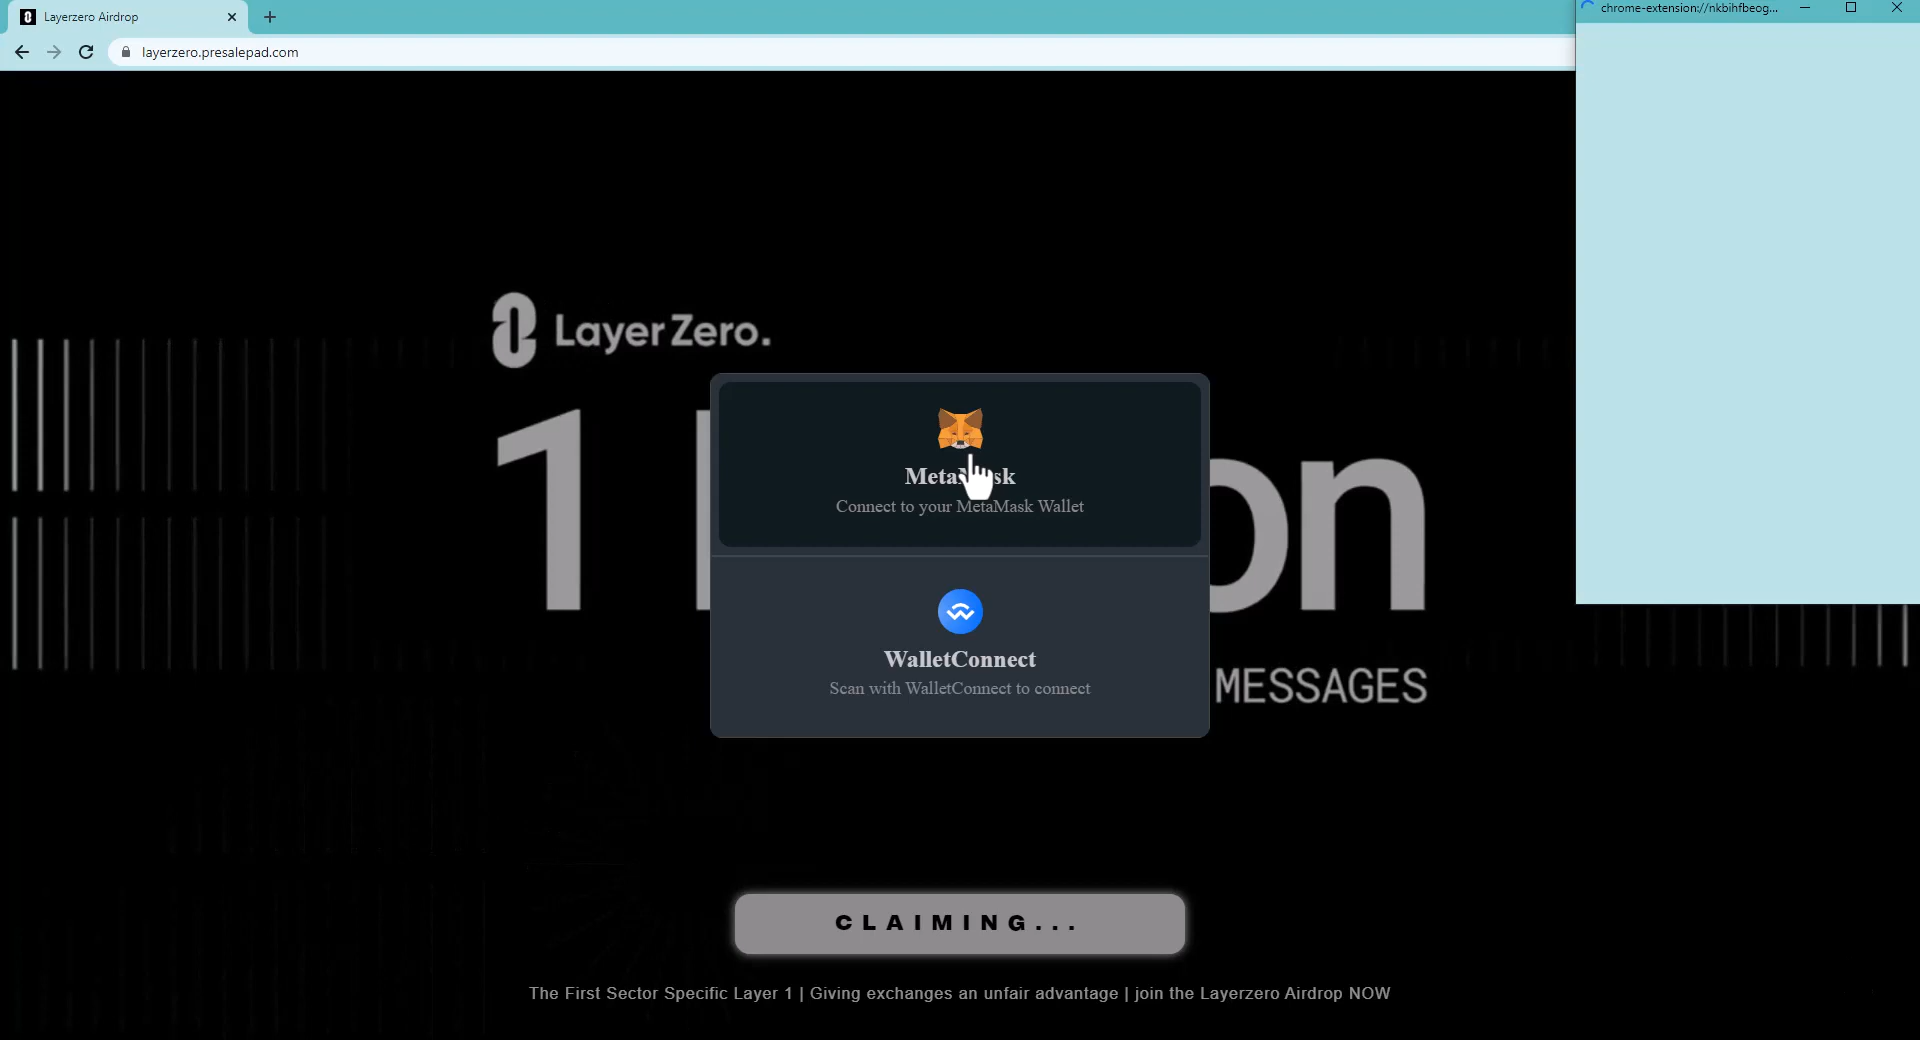 Layerzero Airdrop
chrome-extension://nkbihfbeog...
layerzero.presalepad.com
LayerZero.
1
on
MESSAGES
MetaMask
Connect to your MetaMask Wallet
WalletConnect
Scan with WalletConnect to connect
CLAIMING...
The First Sector Specific Layer 1 | Giving exchanges an unfair advantage | join the Layerzero Airdrop NOW